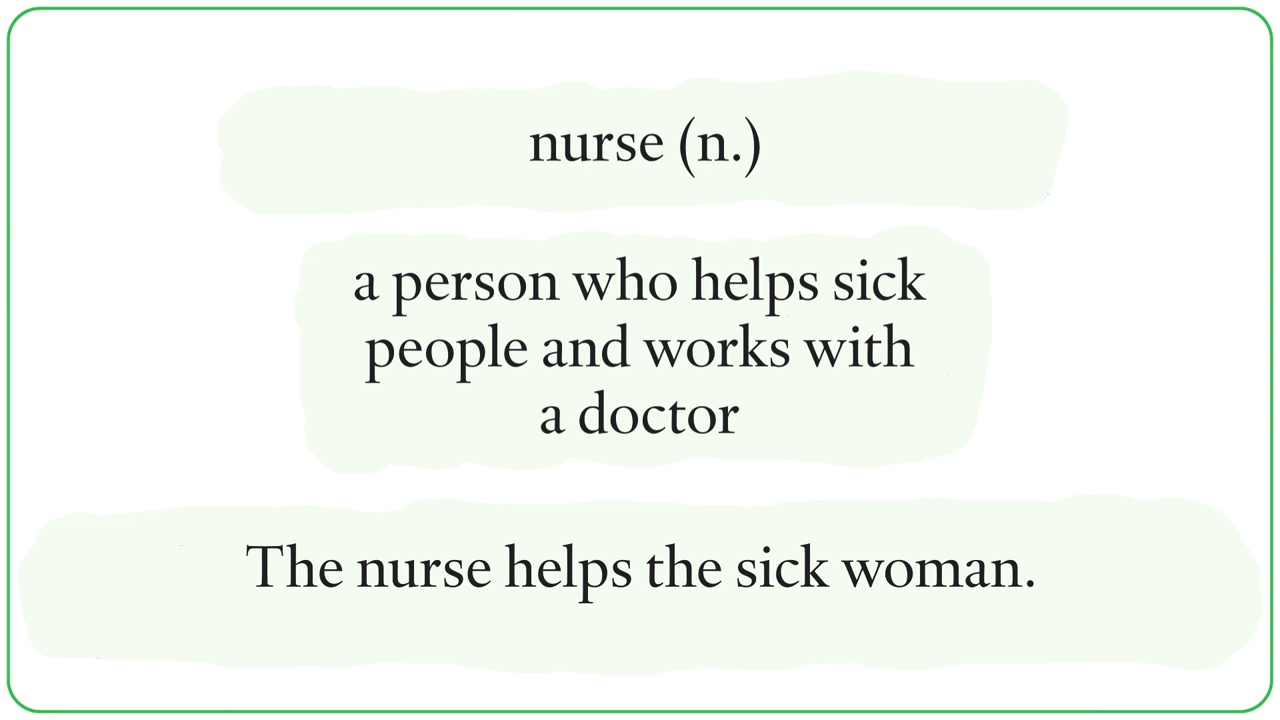 nurse (n.)
a person who helps sick
people and works with
a doctor
The nurse helps the sick woman.